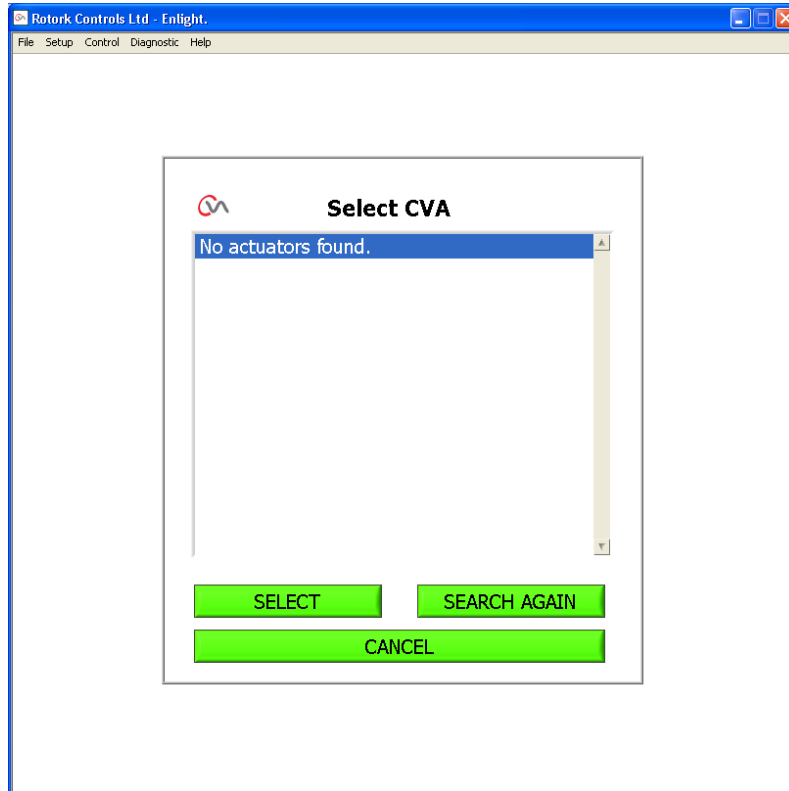 Rotork Controls Ltd - Enlight.
File Setup Control Diagnostic Help
Select CVA
No actuators found.
SELECT SEARCH AGAIN
CANCEL